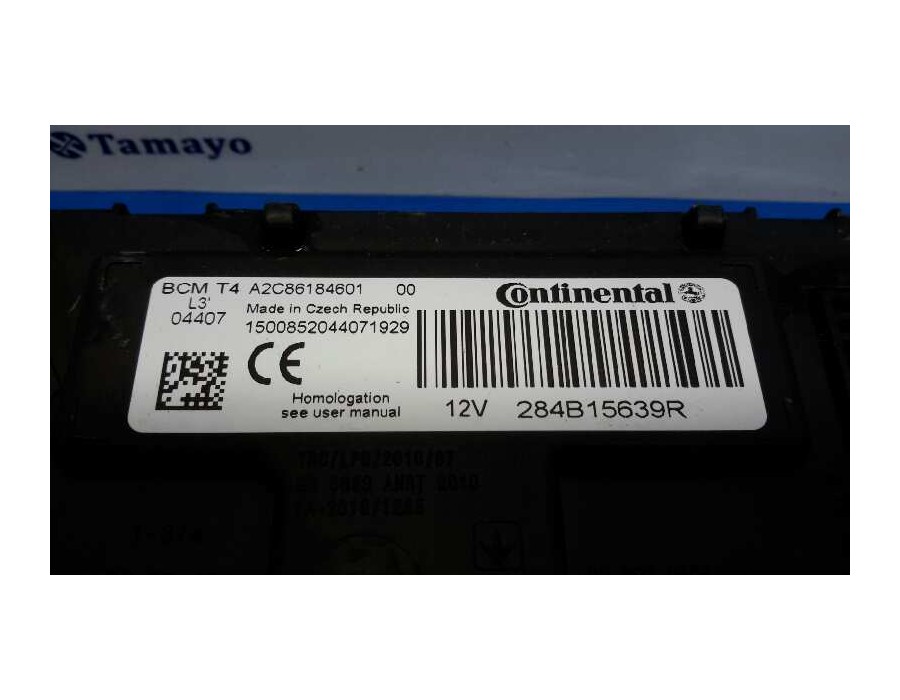 Tamayo
BCM T4 A2C86184601 00
L3'
04407
Made in Czech Republic
1500852044071929
CE
Continental
Homologation
see user manual
12V 284B15639R